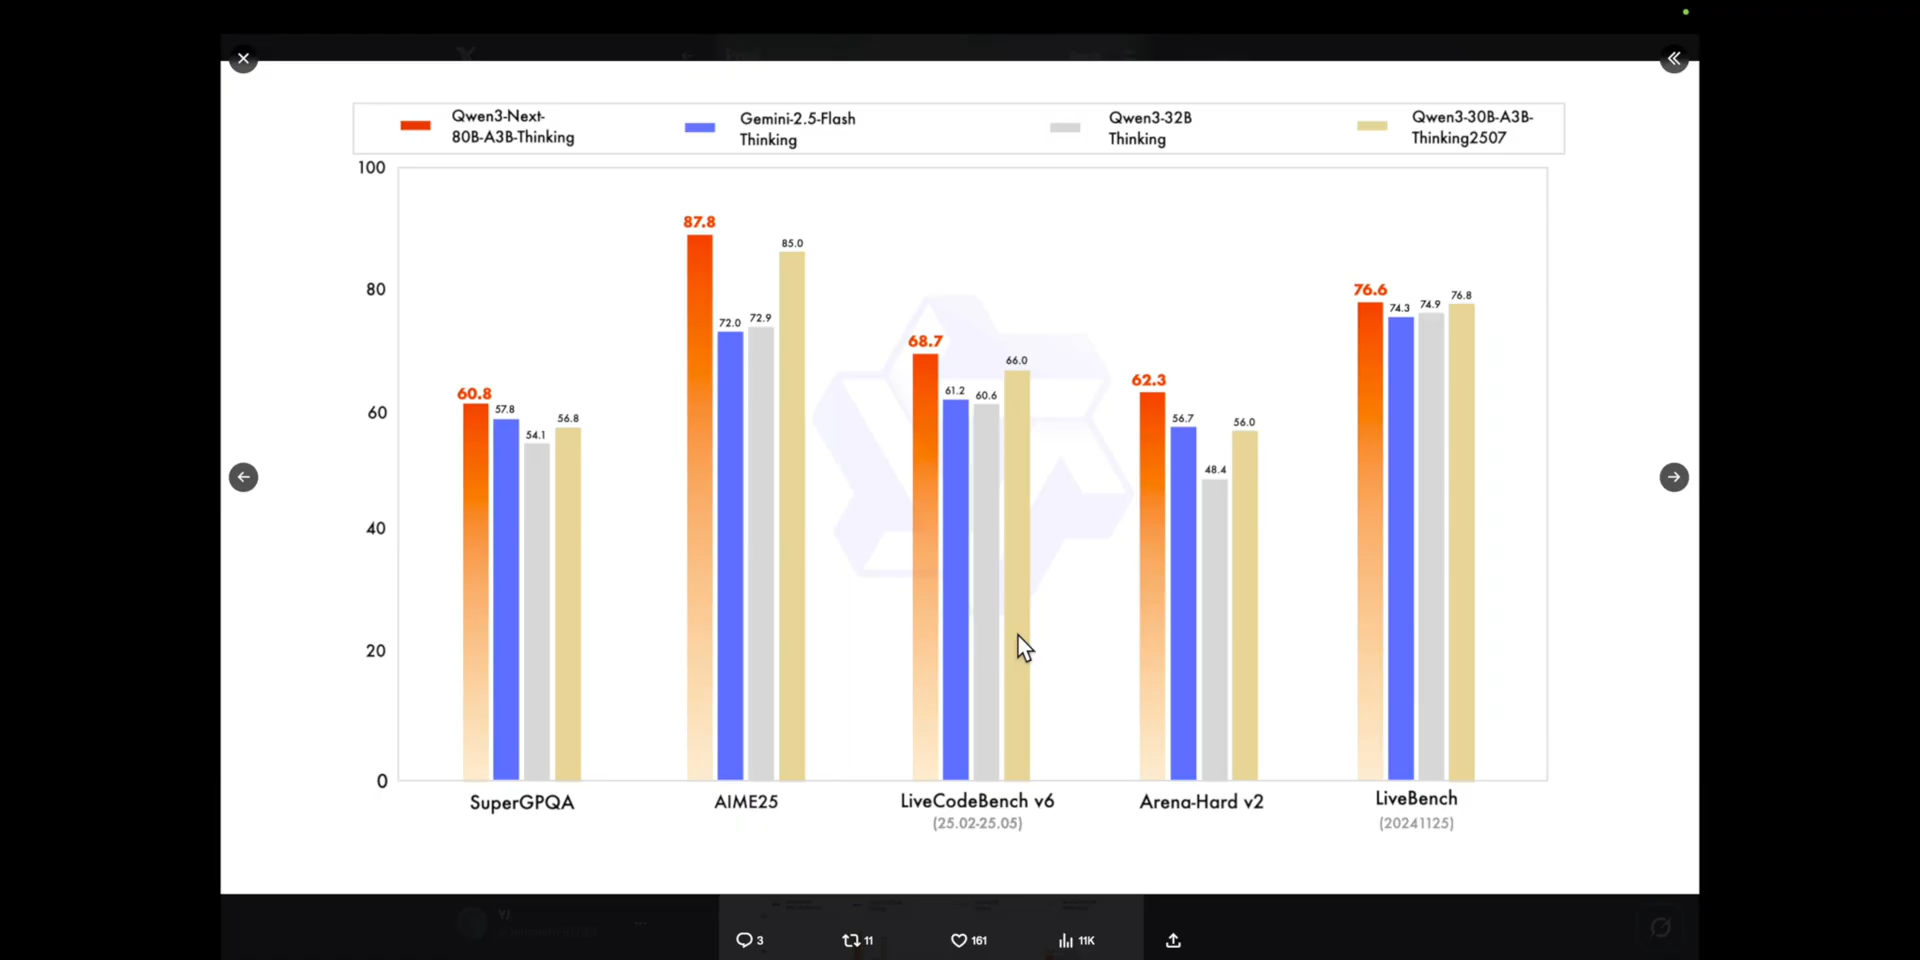 Qwen3-Next-
80B-A3B-Thinking
Gemini-2.5-Flash
Thinking
Qwen3-32B
Thinking
Qwen3-30B-A3B-
Thinking2507
100
80
60
40
20
0
60.8
57.8
54.1
56.8
87.8
72.0
72.9
85.0
68.7
61.2
60.6
66.0
62.3
56.7
48.4
56.0
76.6
74.3
74.9
76.8
SuperGPQA
AIME25
LiveCodeBench v6
(25.02-25.05)
Arena-Hard v2
LiveBench
(20241125)
YJ
3
11
161
11K